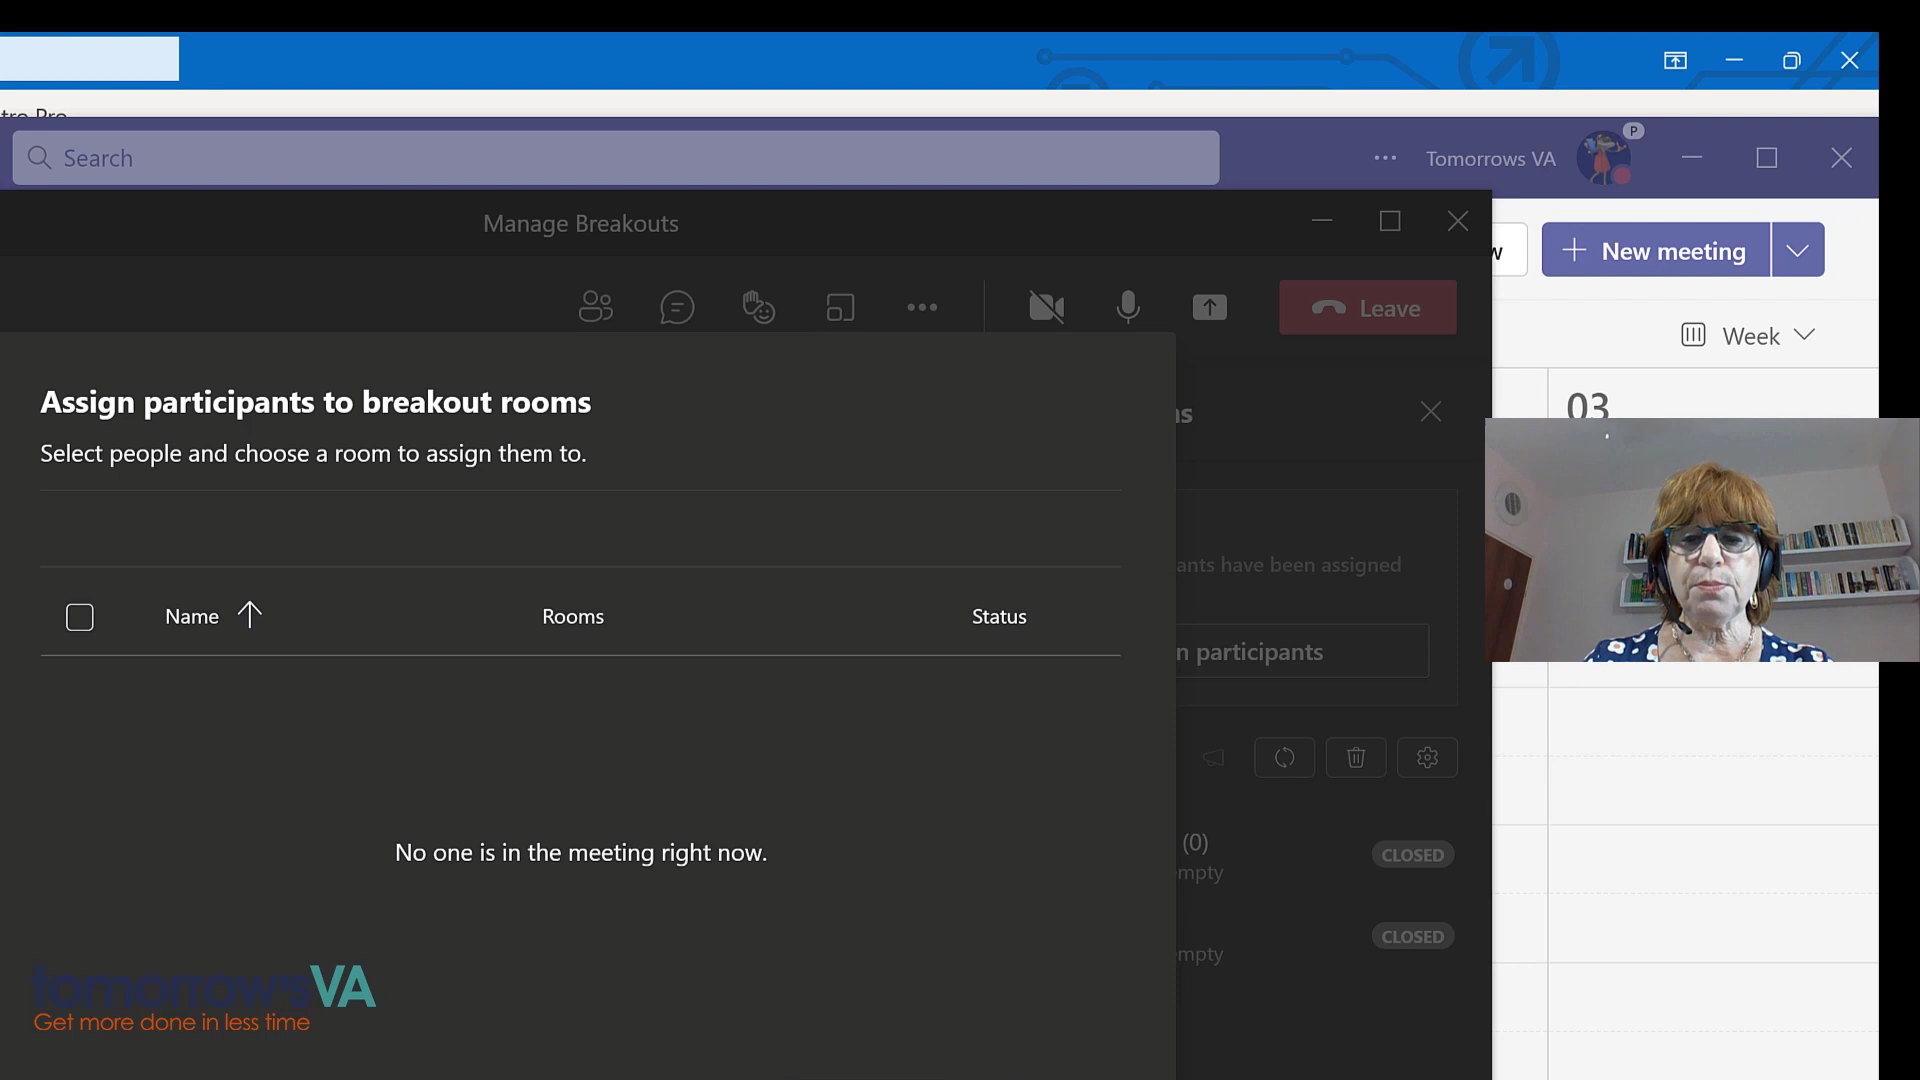 Search
Tomorrows VA
P
Manage Breakouts
New meeting
Leave
Week
Assign participants to breakout rooms
Select people and choose a room to assign them to.
03
ants have been assigned
Name
Rooms
Status
n participants
No one is in the meeting right now.
(0)
mpty
CLOSED
CLOSED
mpty
tomorrow'sVA
Get more done in less time